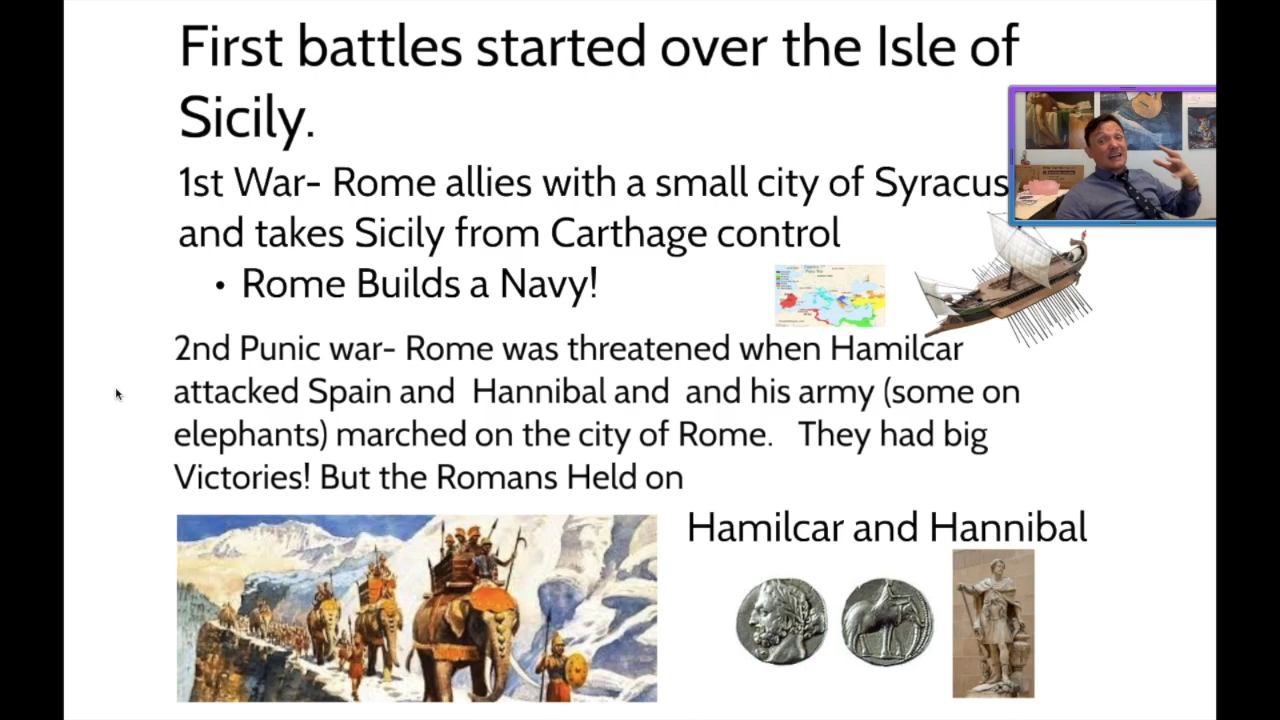 First battles started over the Isle of
Sicily.
1st War- Rome allies with a small city of Syracus
and takes Sicily from Carthage control
• Rome Builds a Navy!
2nd Punic war- Rome was threatened when Hamilcar
attacked Spain and Hannibal and and his army (some on
elephants) marched on the city of Rome. They had big
Victories! But the Romans Held on
Hamilcar and Hannibal